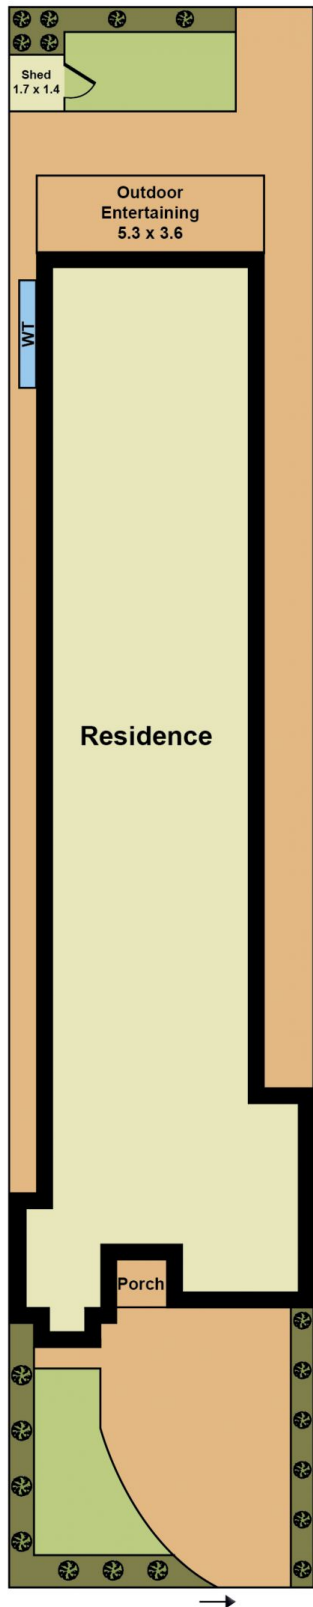 Shed
1.7 x 1.4
Outdoor
Entertaining
5.3 x 3.6
WT
Residence
Porch